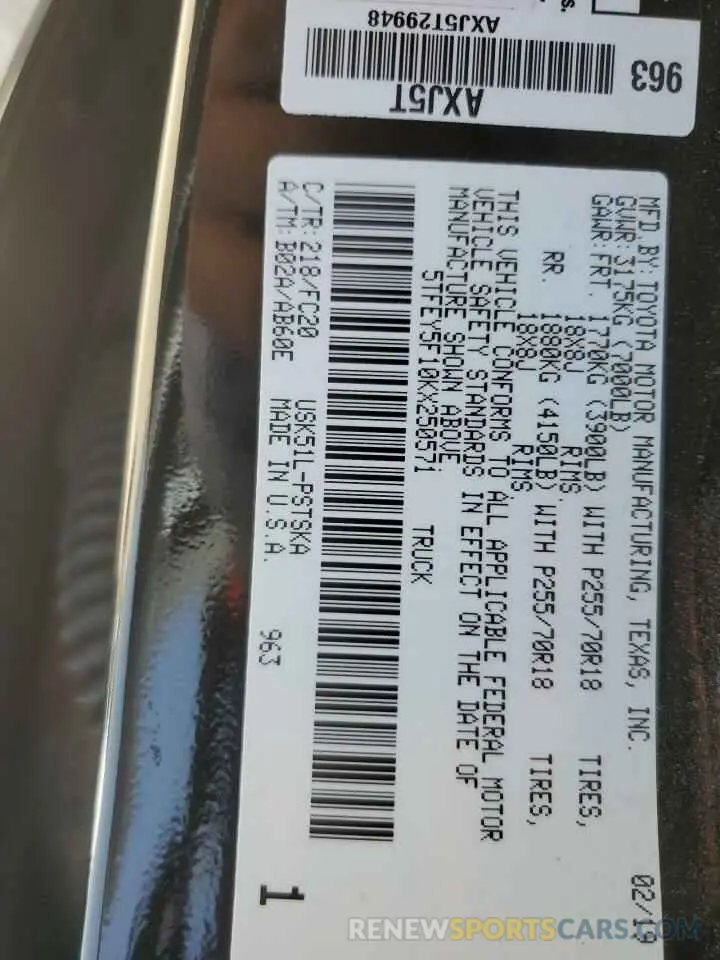 963
AXJ5T29948
AXJ5T
MFD BY: TOYOTA MOTOR MANUFACTURING, TEXAS, INC. 02/19
GVWR: 3175KG (7000LB)
GAWR: FRT. 1770KG (3900LB) WITH P255/70R18 TIRES,
18X8J RIMS.
RR. 1880KG (4150LB) WITH P255/70R18 TIRES,
18X8J RIMS
THIS VEHICLE CONFORMS TO ALL APPLICABLE FEDERAL MOTOR
VEHICLE SAFETY STANDARDS IN EFFECT ON THE DATE OF
MANUFACTURE SHOWN ABOVE
5TFEY5F10KX250571 TRUCK
C/TR: 218/FC20 USK51L-PSTSKA
A/TM: B02A/AB60E MADE IN U.S.A. 963
1
RENEWSPORTSCARS.COM